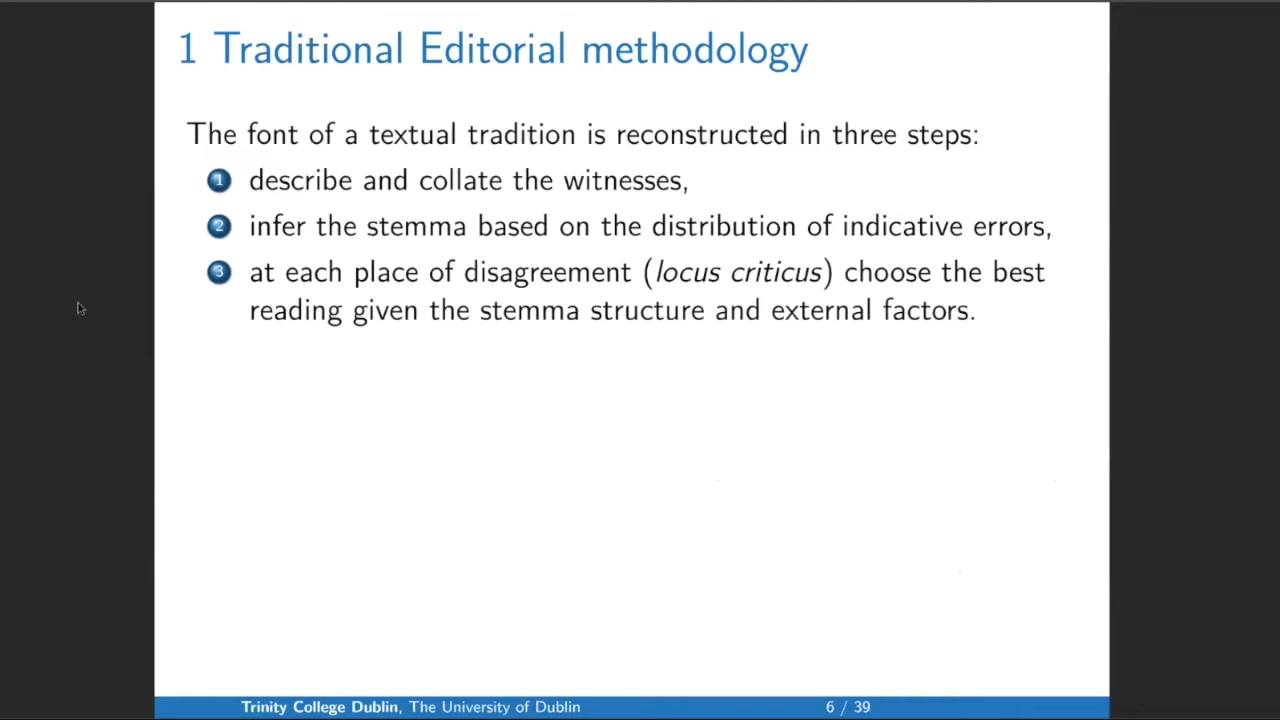 1 Traditional Editorial methodology
The font of a textual tradition is reconstructed in three steps:
1 describe and collate the witnesses,
2 infer the stemma based on the distribution of indicative errors,
3 at each place of disagreement (locus criticus) choose the best
reading given the stemma structure and external factors.
Trinity College Dublin, The University of Dublin 6 / 39